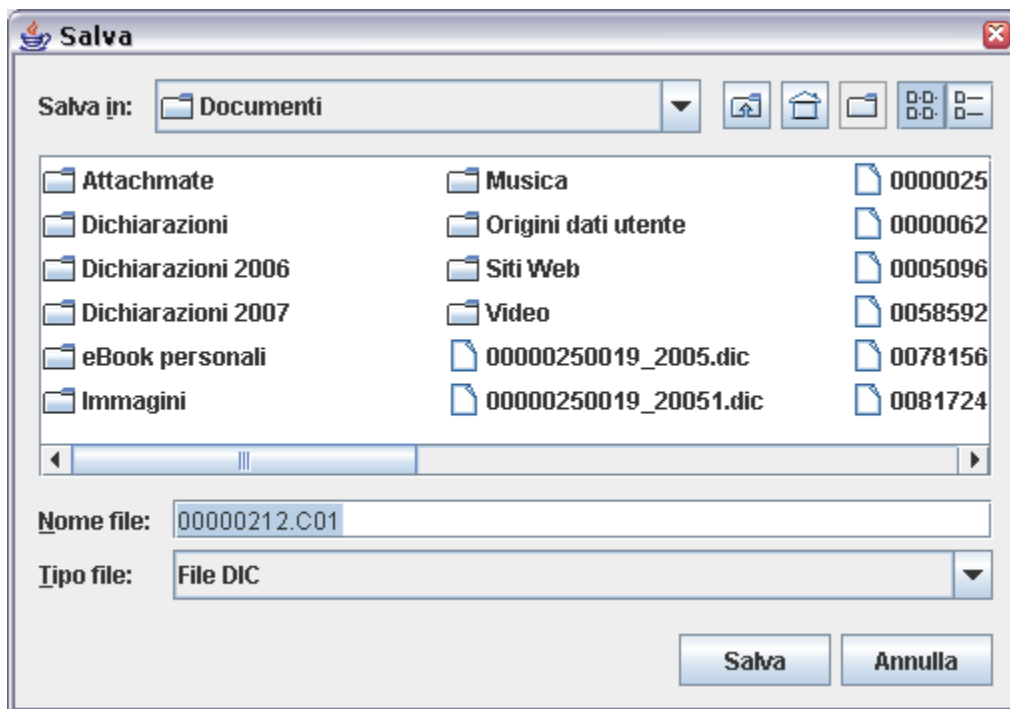 Salva
Salva in: Documenti
Attachmate
Dichiarazioni
Dichiarazioni 2006
Dichiarazioni 2007
eBook personali
Immagini
Musica
Origini dati utente
Siti Web
Video
00000250019_2005.dic
00000250019_20051.dic
0000025
0000062
0005096
0058592
0078156
0081724
Nome file: 00000212.C01
Tipo file: File DIC
Salva Annulla